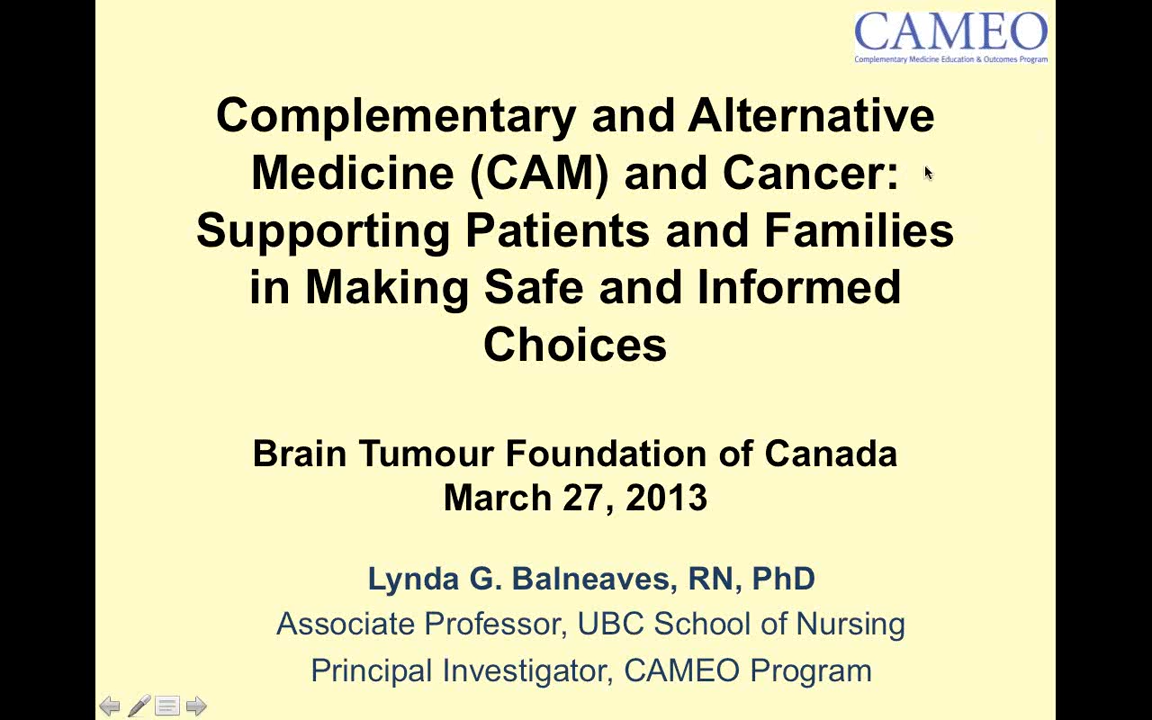 CAMEO
Complementary Medicine Education & Outcomes Program
Complementary and Alternative
Medicine (CAM) and Cancer:
Supporting Patients and Families
in Making Safe and Informed
Choices
Brain Tumour Foundation of Canada
March 27, 2013
Lynda G. Balneaves, RN, PhD
Associate Professor, UBC School of Nursing
Principal Investigator, CAMEO Program